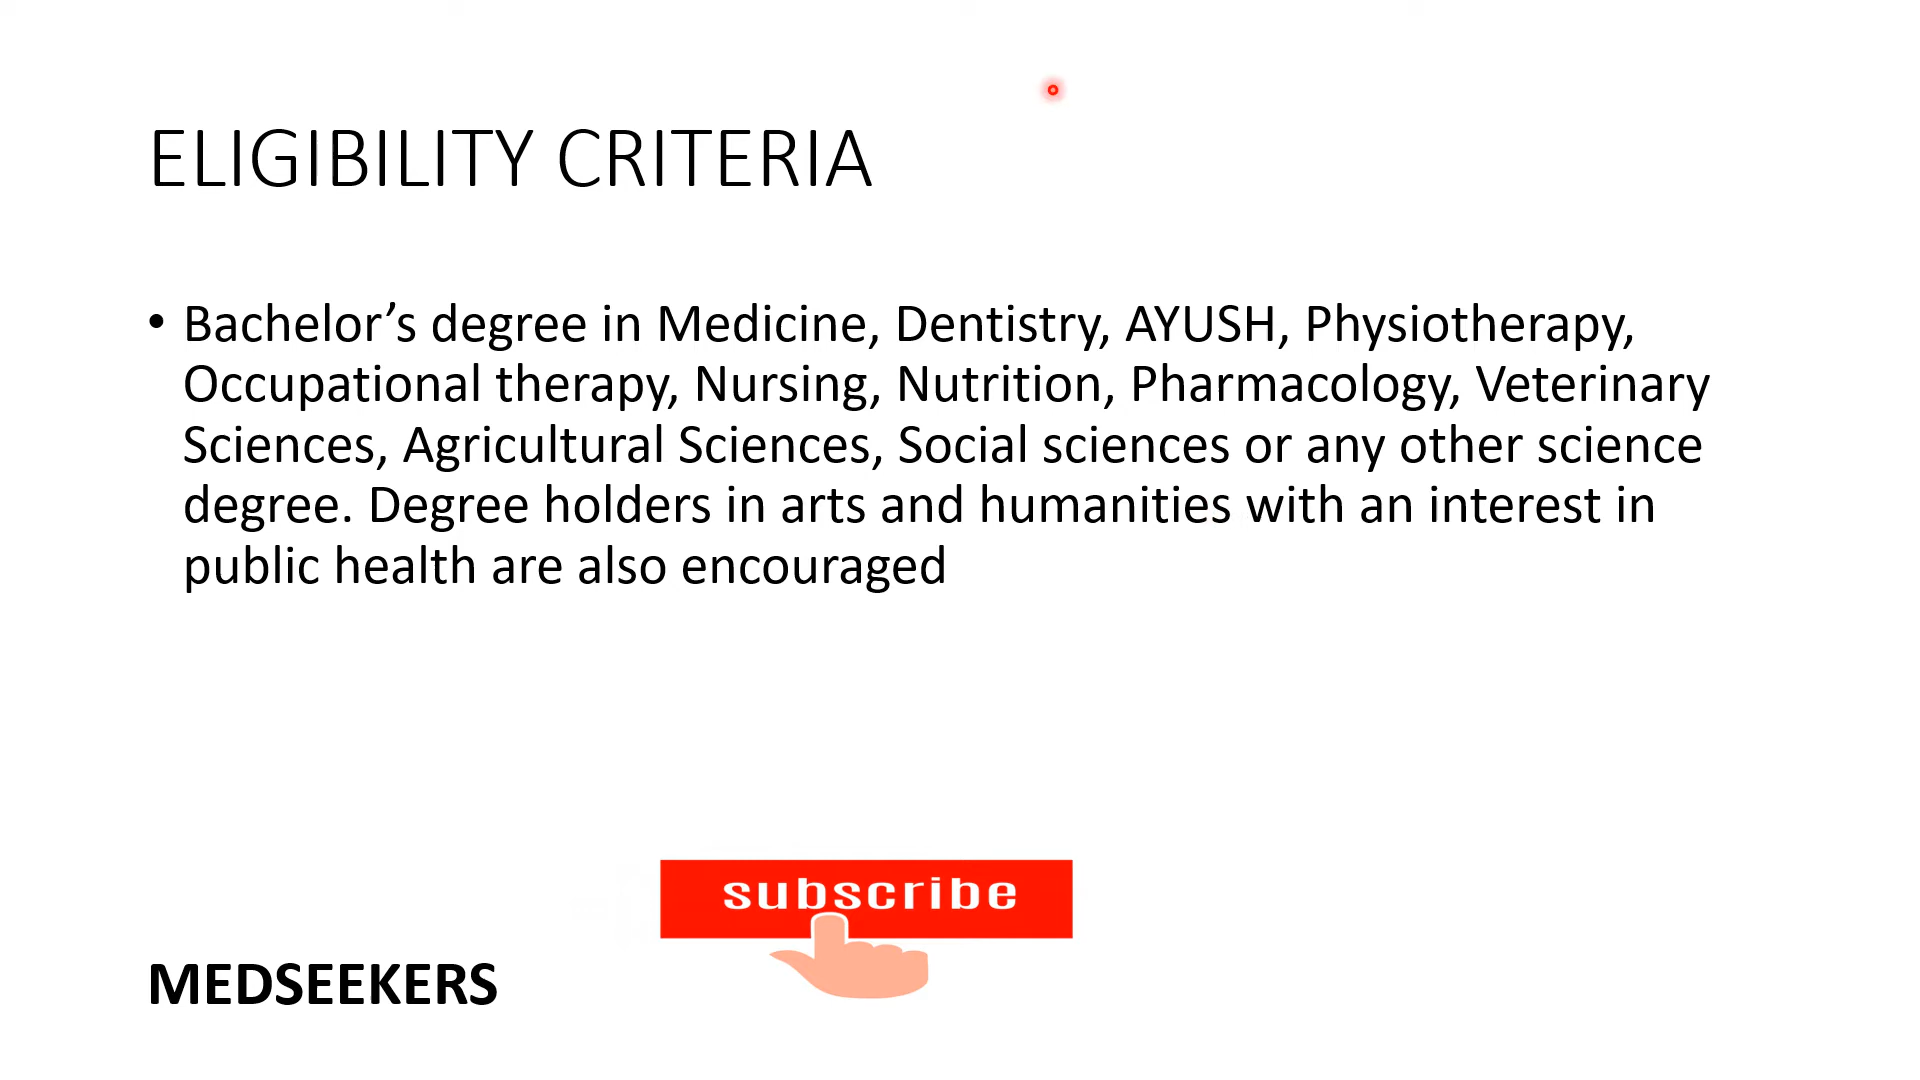 ELIGIBILITY CRITERIA
• Bachelor’s degree in Medicine, Dentistry, AYUSH, Physiotherapy,
Occupational therapy, Nursing, Nutrition, Pharmacology, Veterinary
Sciences, Agricultural Sciences, Social sciences or any other science
degree. Degree holders in arts and humanities with an interest in
public health are also encouraged
subscribe
MEDSEEKERS